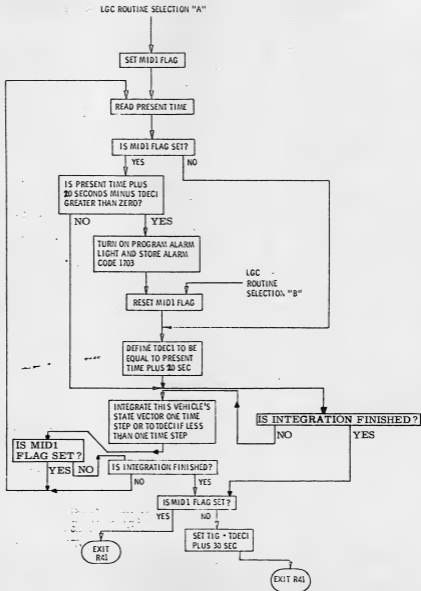 LGC ROUTINE SELECTION "A"
SET MID1 FLAG
READ PRESENT TIME
IS MID1 FLAG SET?
YES
NO
IS PRESENT TIME PLUS
20 SECONDS MINUS TDEC1
GREATER THAN ZERO?
NO
YES
TURN ON PROGRAM ALARM
LIGHT AND STORE ALARM
CODE 1703
LGC
ROUTINE
SELECTION "B"
RESET MID1 FLAG
DEFINE TDEC1 TO BE
EQUAL TO PRESENT
TIME PLUS 20 SEC
INTEGRATE THIS VEHICLE'S
STATE VECTOR ONE TIME
STEP OR TO TDEC1 IF LESS
THAN ONE TIME STEP
IS INTEGRATION FINISHED?
NO
YES
IS MID1
FLAG SET?
YES
NO
IS INTEGRATION FINISHED?
NO
YES
IS MID1 FLAG SET?
YES
NO
SET TIG = TDEC1
PLUS 30 SEC
EXIT
R41
EXIT R41